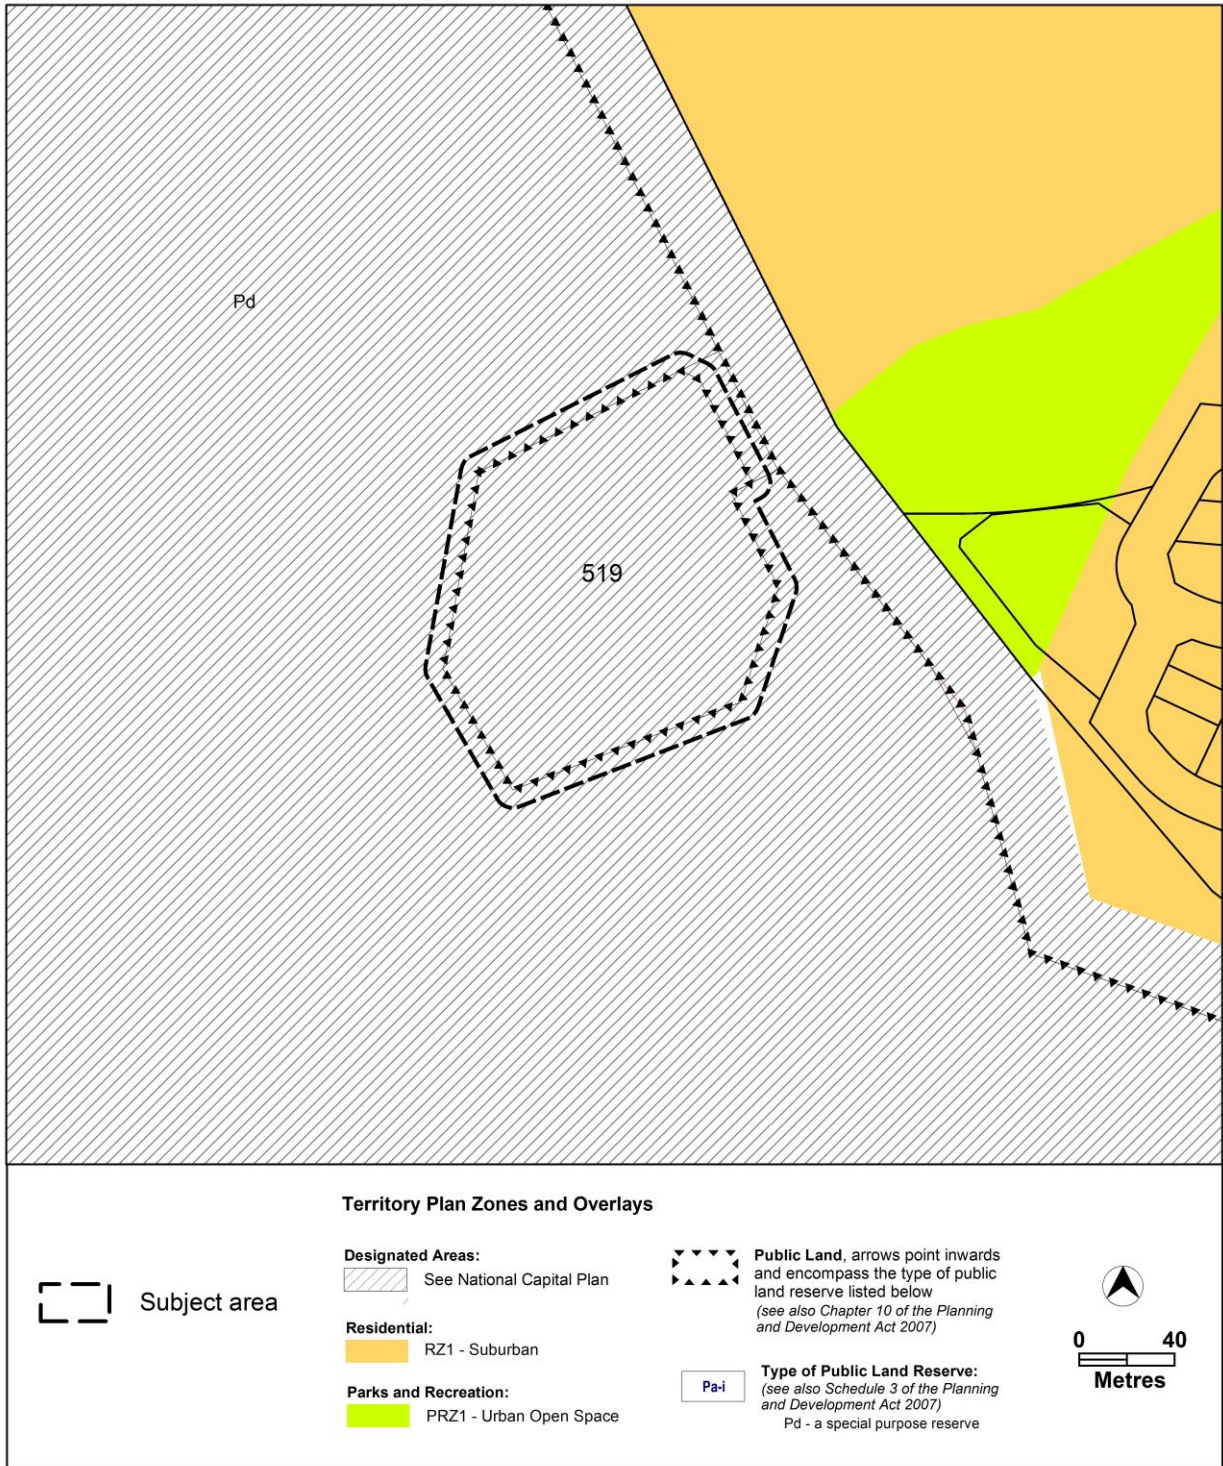 Pd
519
Territory Plan Zones and Overlays
Subject area
Designated Areas:
See National Capital Plan
Residential:
RZ1 - Suburban
Parks and Recreation:
PRZ1 - Urban Open Space
Public Land, arrows point inwards
and encompass the type of public
land reserve listed below
(see also Chapter 10 of the Planning
and Development Act 2007)
Pa-i
Type of Public Land Reserve:
(see also Schedule 3 of the Planning
and Development Act 2007)
Pd - a special purpose reserve
0 40
Metres